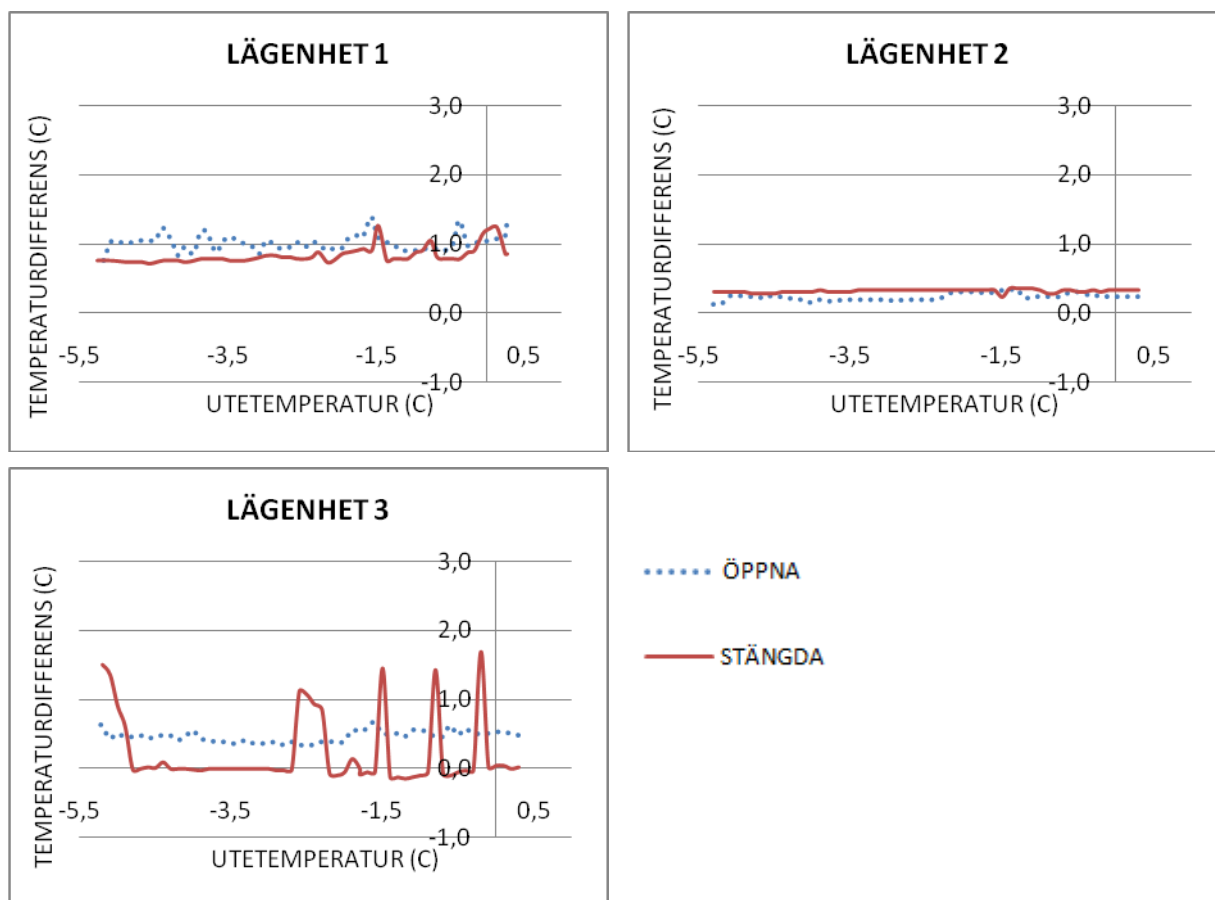 LÄGENHET 1
TEMPERATURDIFFERENS (C)
3,0
2,0
1,0
0,0
-1,0
-5,5 -3,5 -1,5 0,5
UTETEMPERATUR (C)
LÄGENHET 2
TEMPERATURDIFFERENS (C)
3,0
2,0
1,0
0,0
-1,0
-5,5 -3,5 -1,5 0,5
UTETEMPERATUR (C)
LÄGENHET 3
TEMPERATURDIFFERENS (C)
3,0
2,0
1,0
0,0
-1,0
-5,5 -3,5 -1,5 0,5
UTETEMPERATUR (C)
ÖPPNA
STÄNGDA